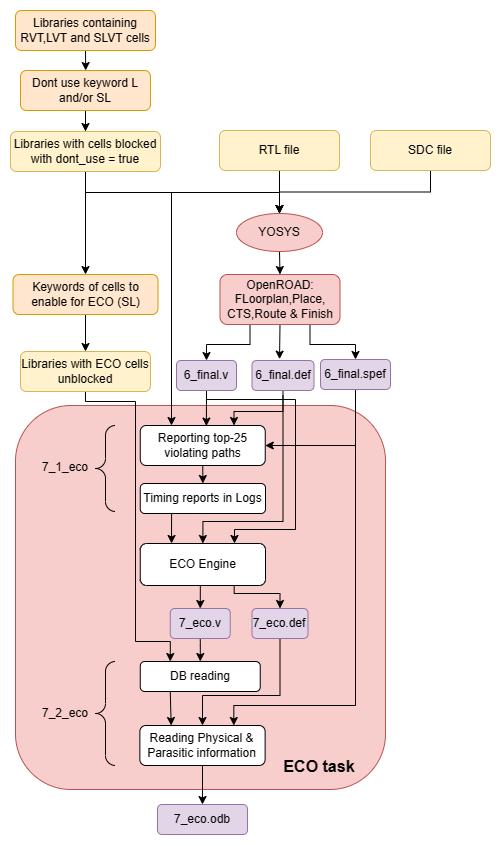 Libraries containing
RVT,LVT and SLVT cells
Dont use keyword L
and/or SL
Libraries with cells blocked
with dont_use = true
RTL file
SDC file
YOSYS
Keywords of cells to
enable for ECO (SL)
OpenROAD:
FLoorplan,Place,
CTS,Route & Finish
Libraries with ECO cells
unblocked
6_final.v
6_final.def
6_final.spef
Reporting top-25
violating paths
7_1_eco
Timing reports in Logs
ECO Engine
7_eco.v
7_eco.def
DB reading
7_2_eco
Reading Physical &
Parasitic information
ECO task
7_eco.odb